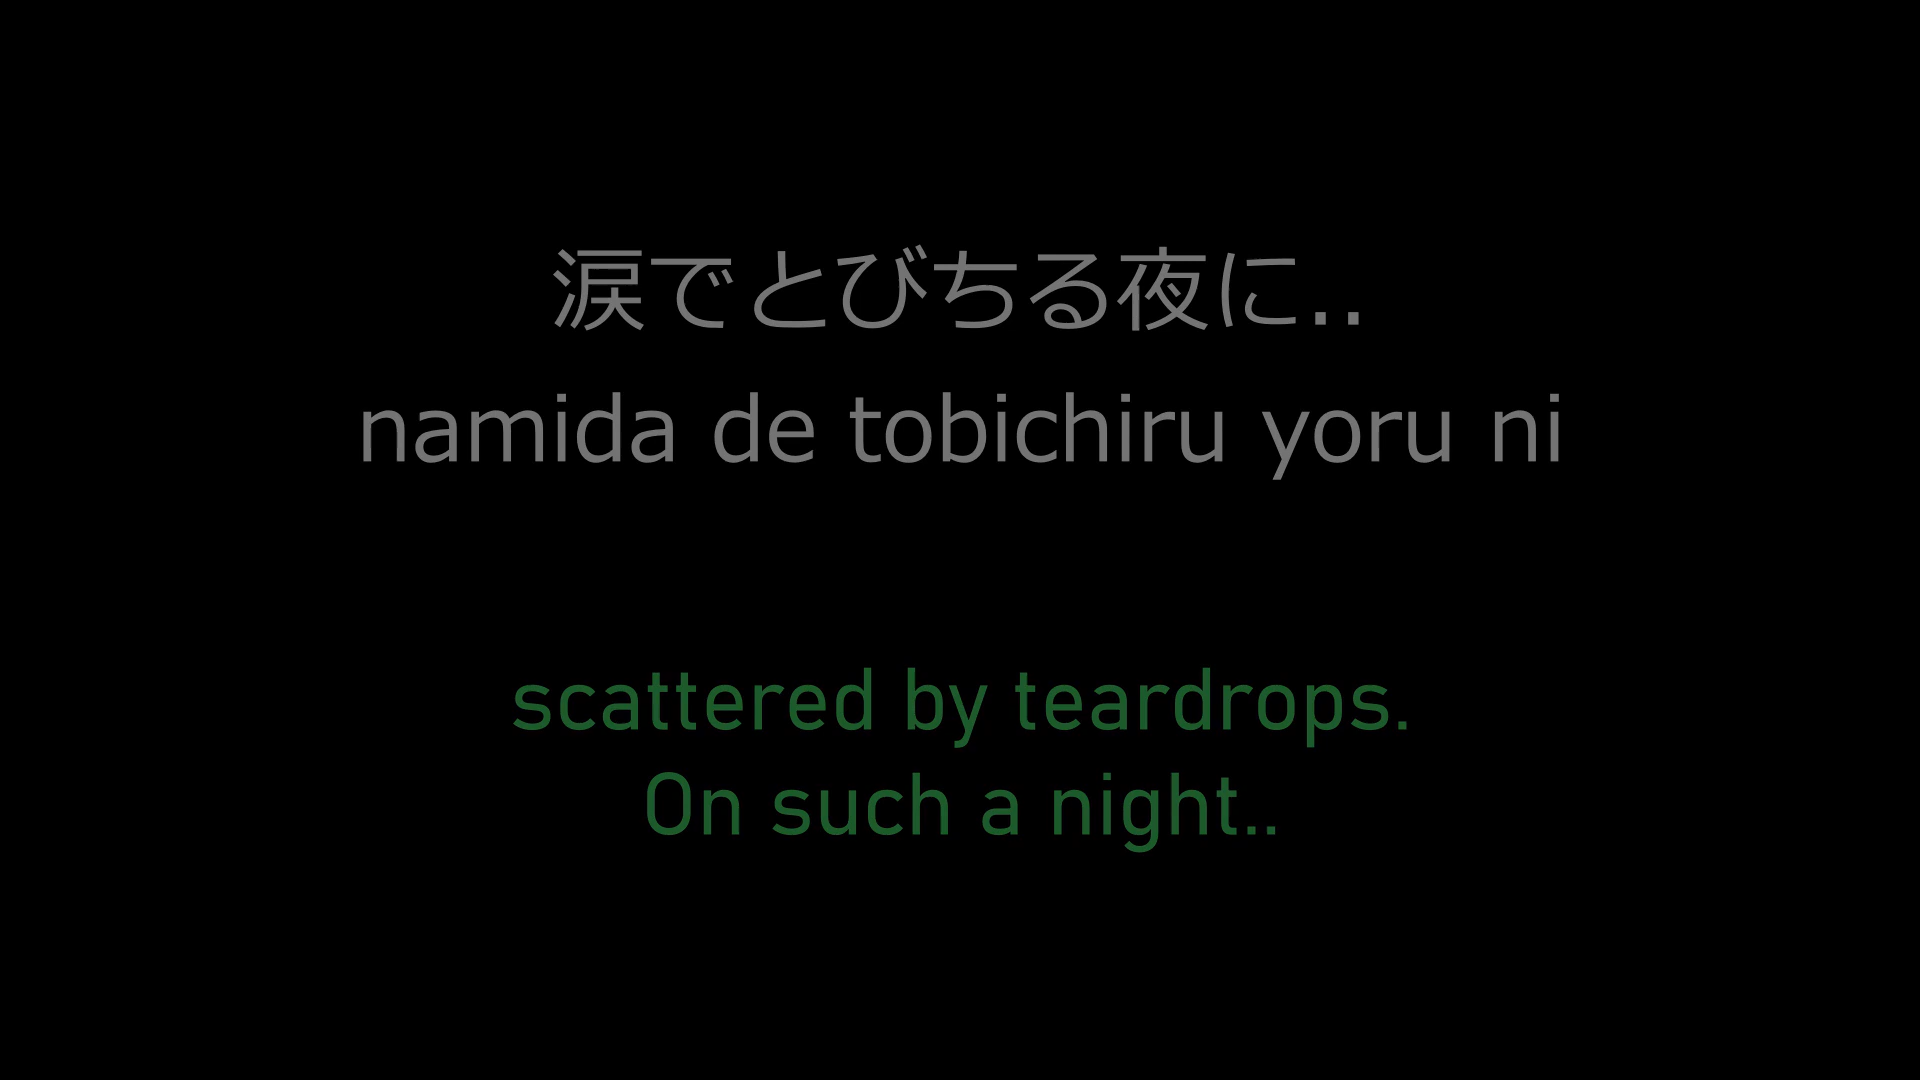 涙でとびちる夜に..
namida de tobichiru yoru ni
scattered by teardrops.
On such a night..